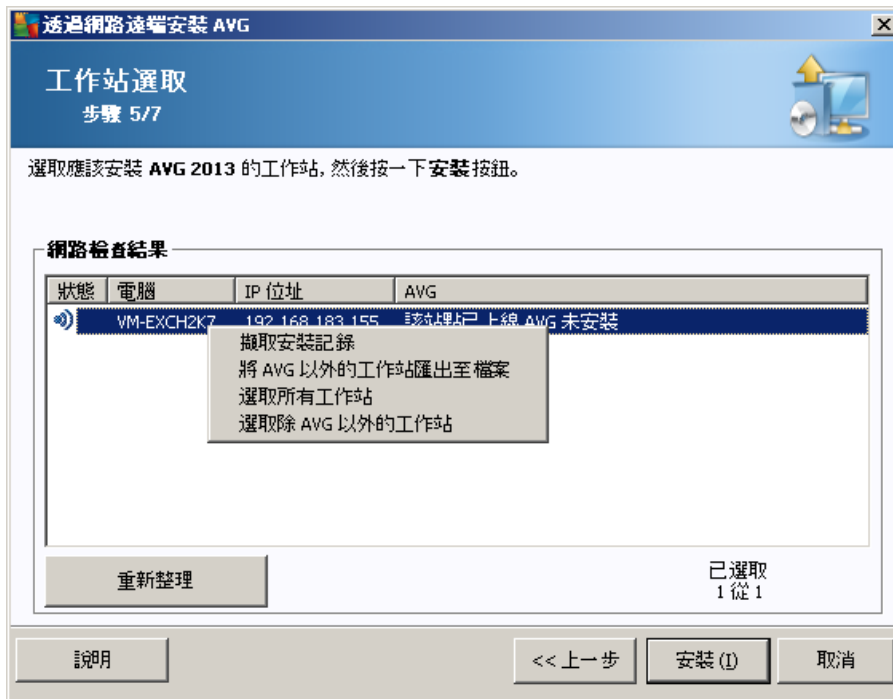 透過網路遠端安裝 AVG
工作站選取
步驟 5/7
選取應該安裝 AVG 2013 的工作站, 然後按一下安裝按鈕。
網路檢查結果
狀態 電腦 IP 位址 AVG
VM-EXCH2K7 192.168.183.155 該站點已上線 AVG 未安裝
擷取安裝記錄
將 AVG 以外的工作站匯出至檔案
選取所有工作站
選取除 AVG 以外的工作站
重新整理
已選取
1 從 1
說明
<< 上一步
安裝 (I)
取消